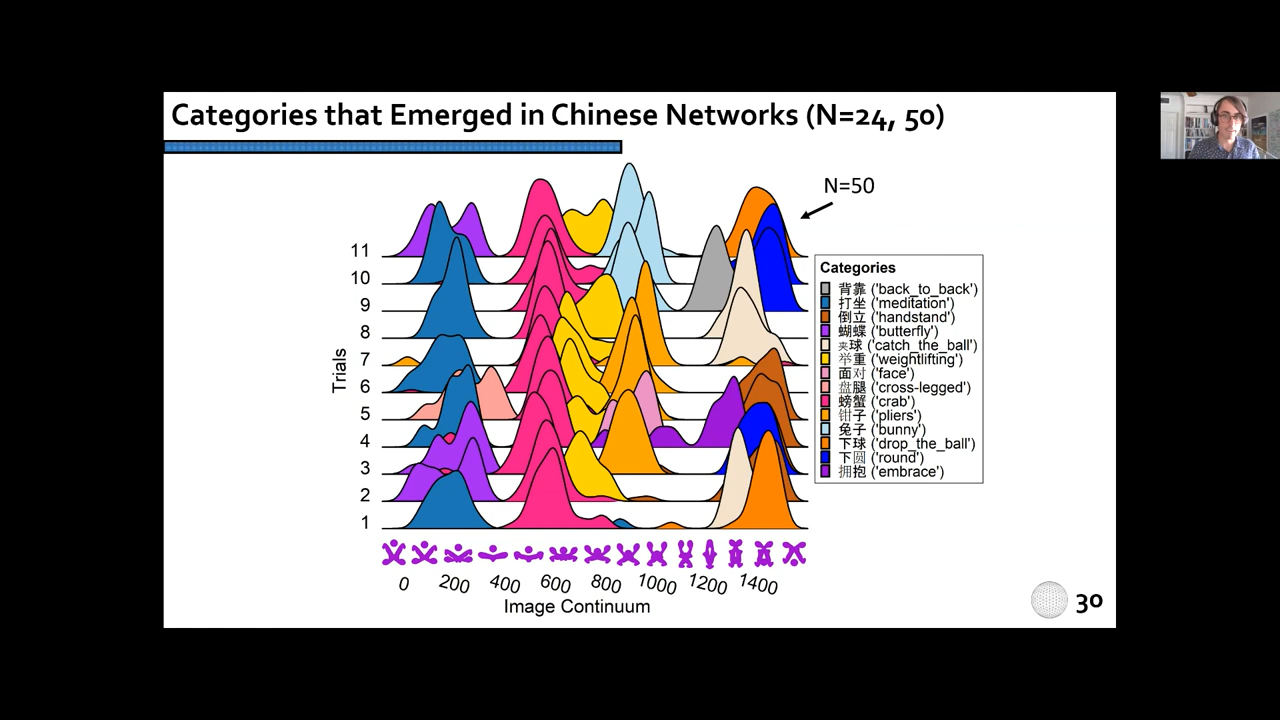 Categories that Emerged in Chinese Networks (N=24, 50)
N=50
Trials
11
10
9
8
7
6
5
4
3
2
1
Categories
背靠 ('back_to_back')
打坐 ('meditation')
倒立 ('handstand')
蝴蝶 ('butterfly')
夹球 ('catch_the_ball')
举重 ('weightlifting')
面对 ('face')
盘腿 ('cross-legged')
螃蟹 ('crab')
钳子 ('pliers')
兔子 ('bunny')
下球 ('drop_the_ball')
下圆 ('round')
拥抱 ('embrace')
0 200 400 600 800 1000 1200 1400
Image Continuum
30